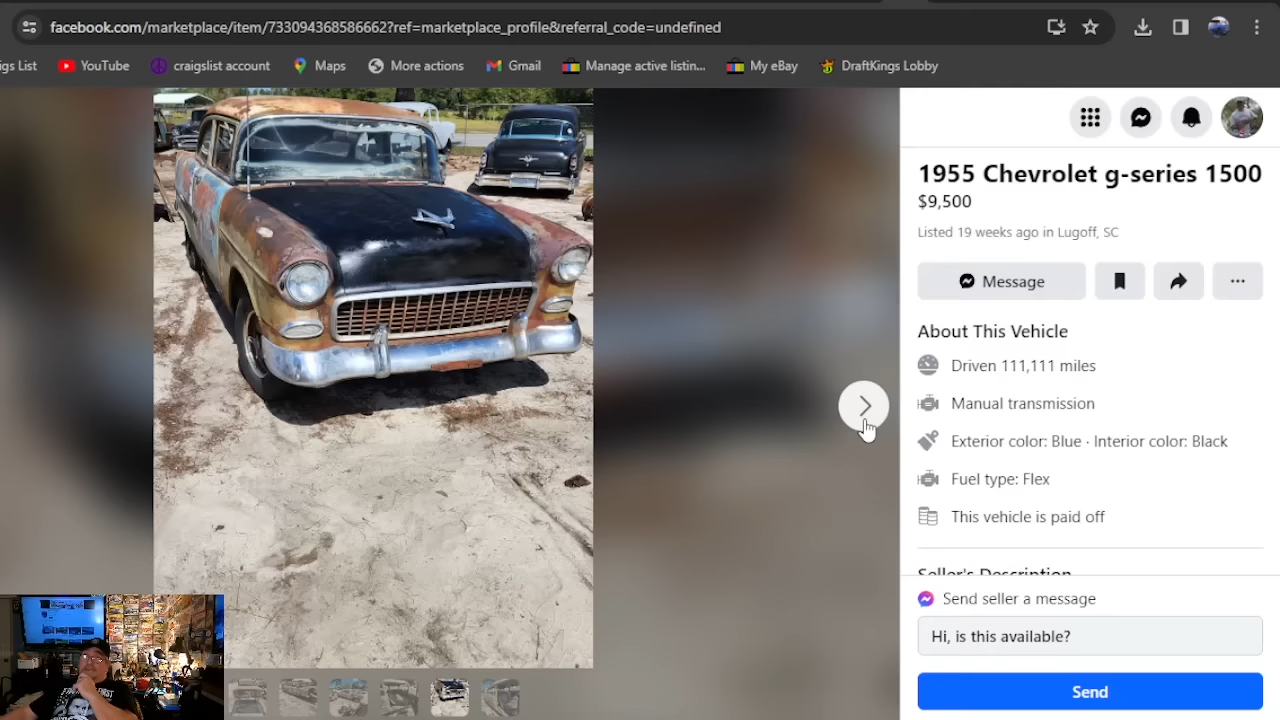 facebook.com/marketplace/item/733094368586662?ref=marketplace_profile&referral_code=undefined
igs List YouTube craigslist account Maps More actions Gmail Manage active listin... My eBay DraftKings Lobby
1955 Chevrolet g-series 1500
$9,500
Listed 19 weeks ago in Lugoff, SC
Message
About This Vehicle
Driven 111,111 miles
Manual transmission
Exterior color: Blue · Interior color: Black
Fuel type: Flex
This vehicle is paid off
Seller's Description
Send seller a message
Hi, is this available?
Send